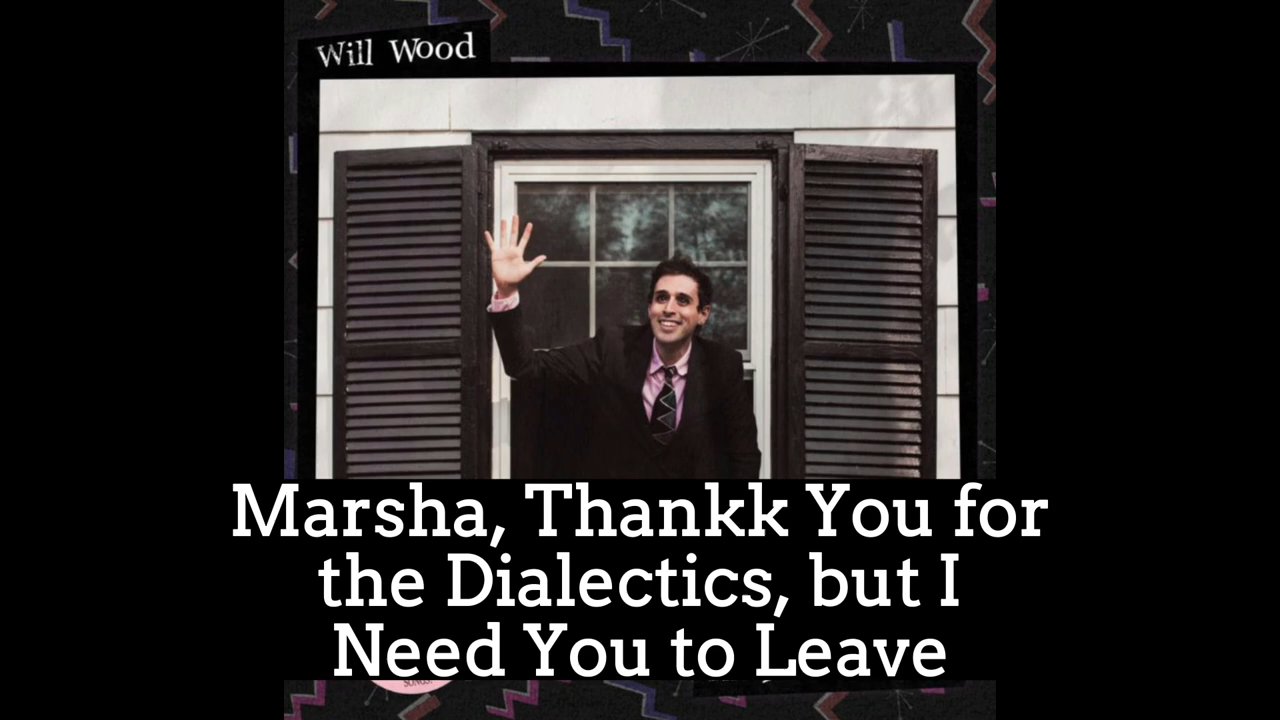 Will Wood
Marsha, Thankk You for
the Dialectics, but I
Need You to Leave